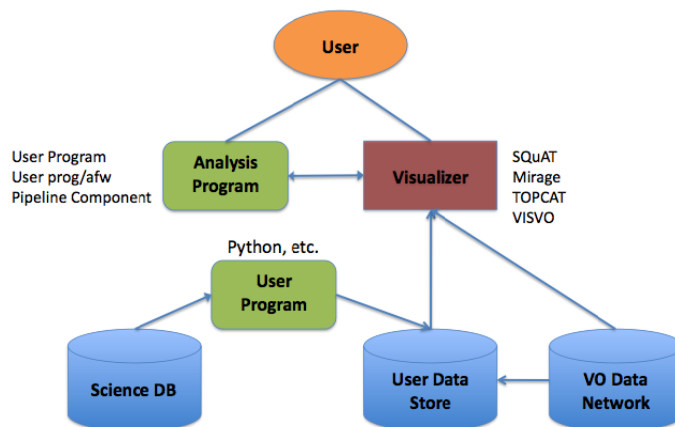 User
User Program
User prog/afw
Pipeline Component
Analysis
Program
Visualizer
SQuAT
Mirage
TOPCAT
VISVO
Python, etc.
User
Program
Science DB
User Data
Store
VO Data
Network